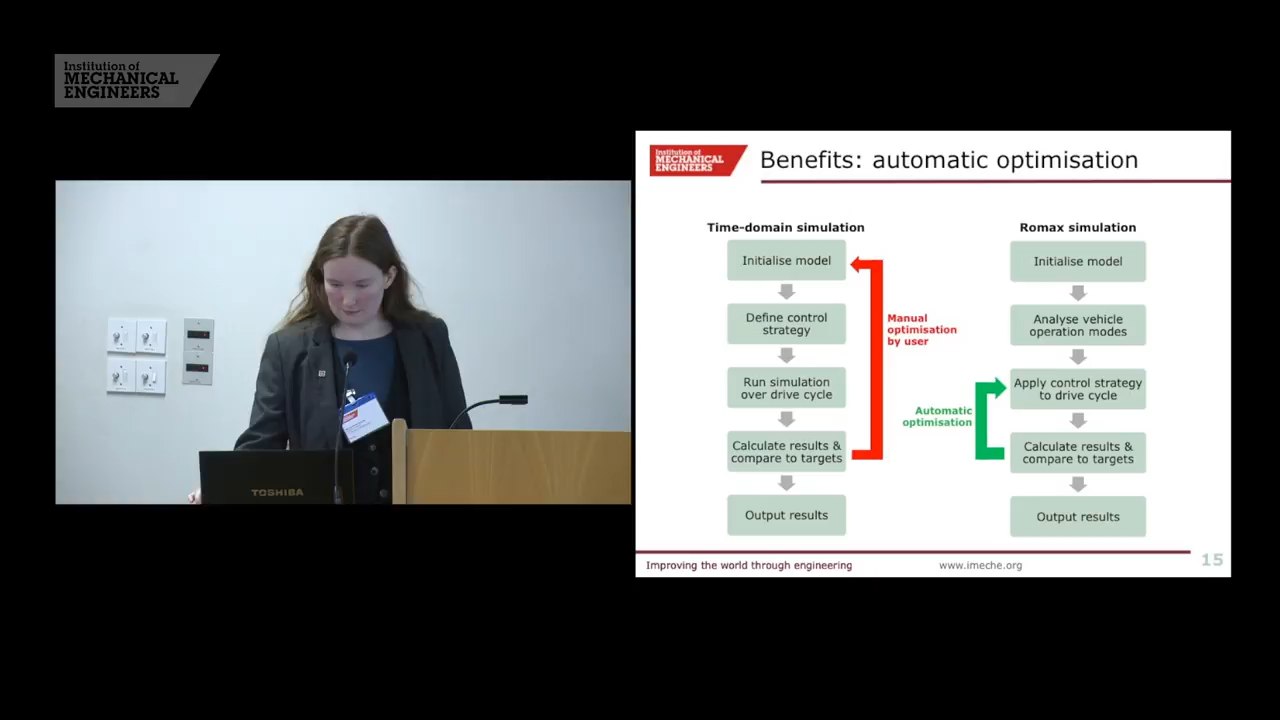 Institution of
MECHANICAL
ENGINEERS
Institution of
MECHANICAL
ENGINEERS
Benefits: automatic optimisation
Time-domain simulation
Initialise model
Define control
strategy
Run simulation
over drive cycle
Calculate results &
compare to targets
Output results
Manual
optimisation
by user
Romax simulation
Initialise model
Analyse vehicle
operation modes
Apply control strategy
to drive cycle
Calculate results &
compare to targets
Output results
Automatic
optimisation
TOSHIBA
Improving the world through engineering
www.imeche.org
15